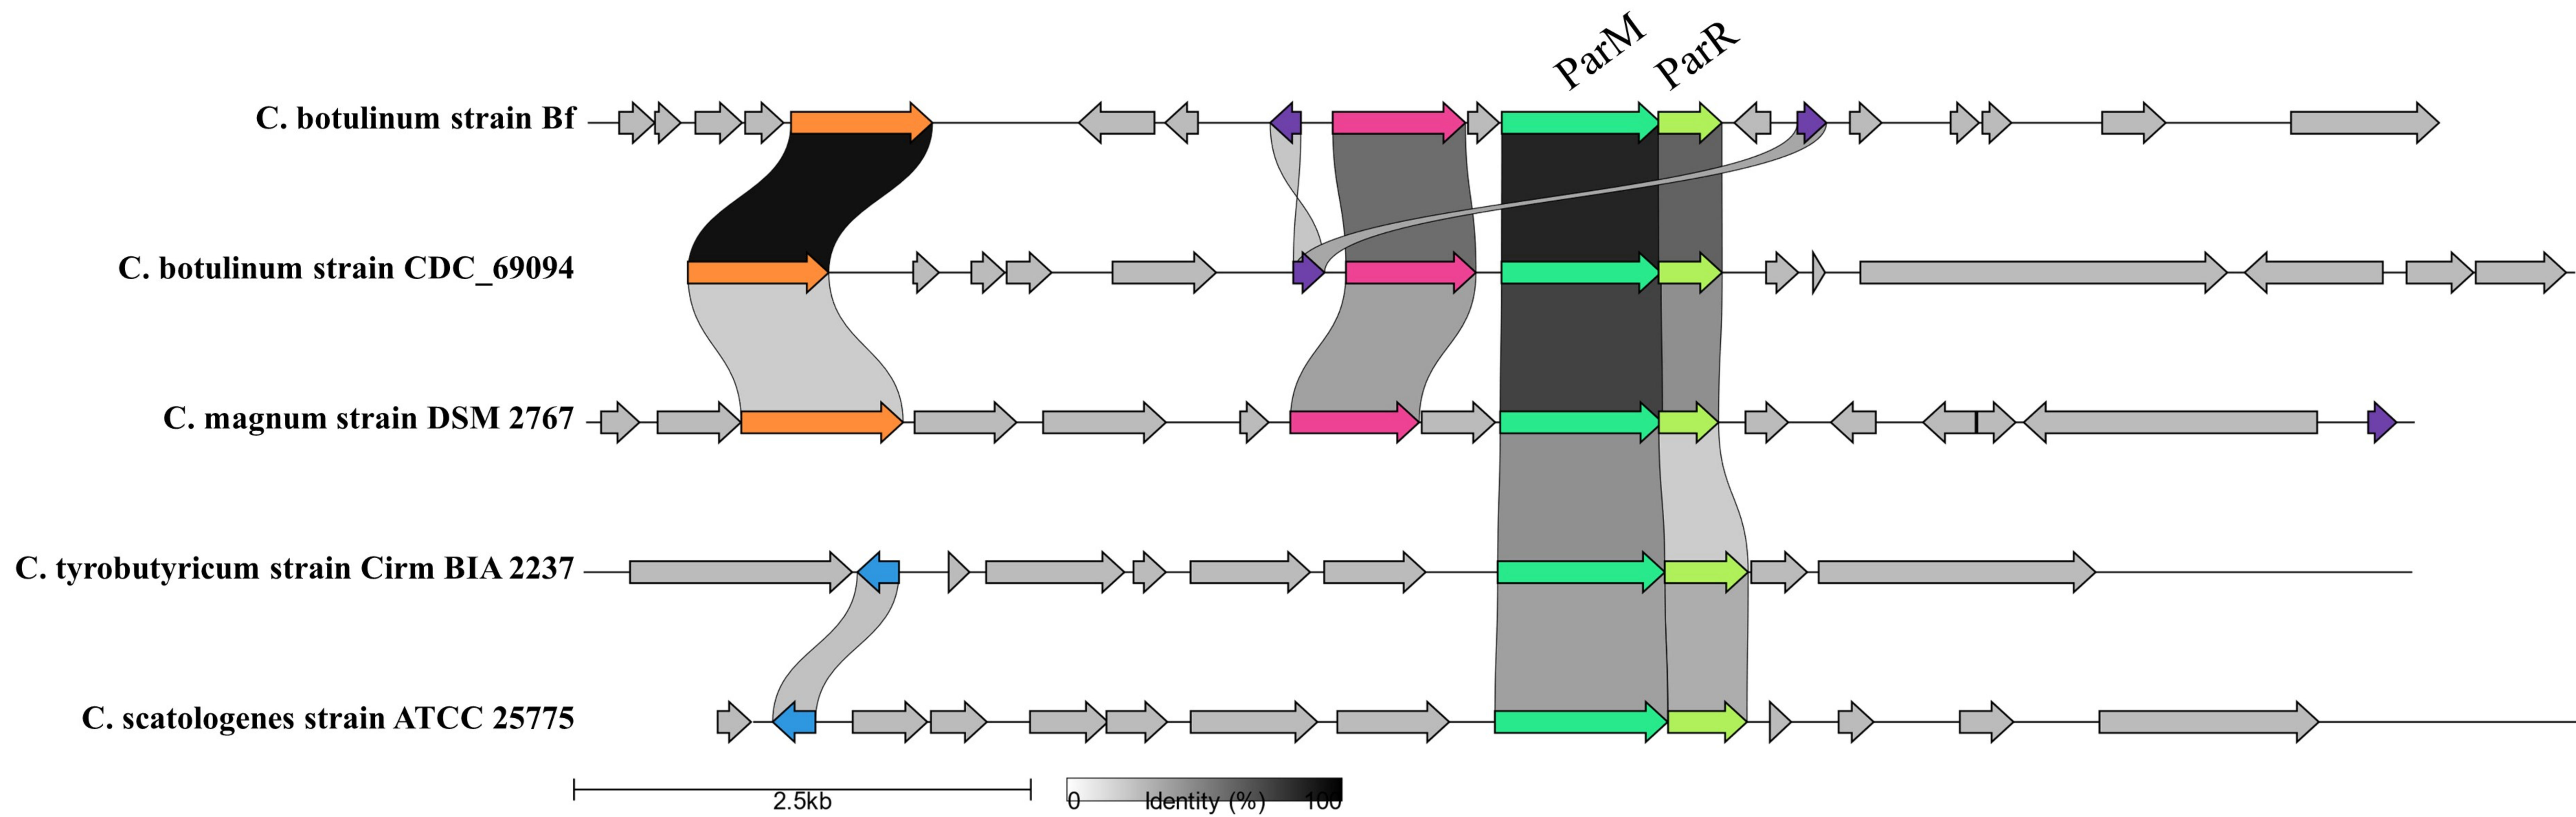 ParM
ParR
C. botulinum strain Bf
C. botulinum strain CDC_69094
C. magnum strain DSM 2767
C. tyrobutyricum strain Cirm BIA 2237
C. scatologenes strain ATCC 25775
2.5kb
0 Identity (%) 100